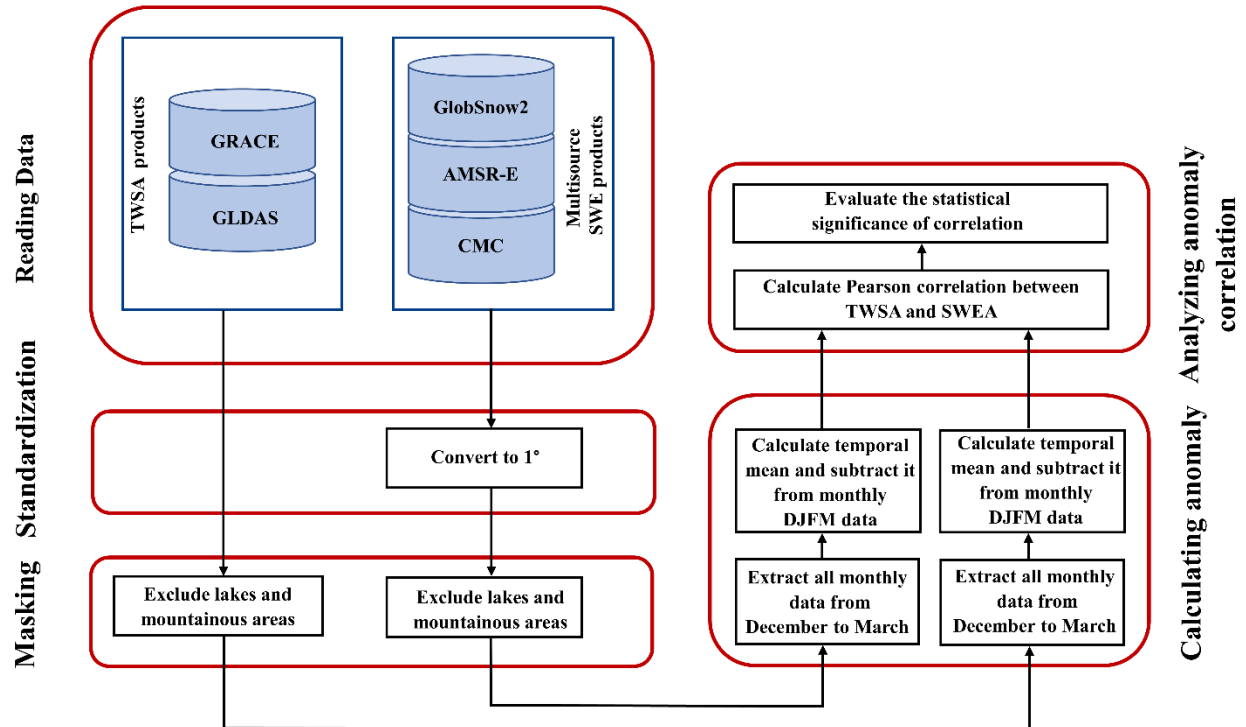 Reading Data
TWSA products
GRACE
GLDAS
GlobSnow2
AMSR-E
CMC
Multisource
SWE products
Standardization
Convert to 1°
Masking
Exclude lakes and
mountainous areas
Exclude lakes and
mountainous areas
Evaluate the statistical
significance of correlation
Calculate Pearson correlation between
TWSA and SWEA
Analyzing anomaly
correlation
Calculate temporal
mean and subtract it
from monthly
DJFM data
Calculate temporal
mean and subtract it
from monthly
DJFM data
Extract all monthly
data from
December to March
Extract all monthly
data from
December to March
Calculating anomaly